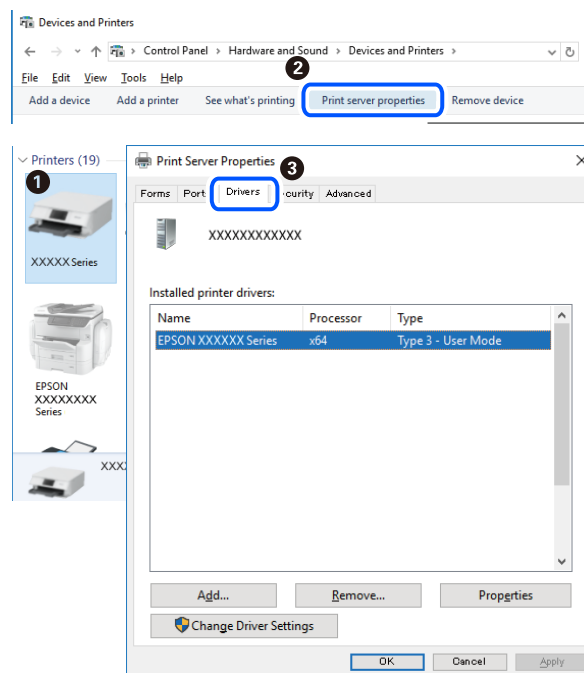 Devices and Printers
Control Panel > Hardware and Sound > Devices and Printers >
2
File Edit View Tools Help
Add a device Add a printer See what's printing Print server properties Remove device
Printers (19)
1
XXXXX Series
EPSON
XXXXXXXX
Series
XXX
Print Server Properties
3
Forms Port Drivers curity Advanced
XXXXXXXXXXXX
Installed printer drivers:
Name Processor Type
EPSON XXXXXX Series x64 Type 3 - User Mode
Add... Remove... Properties
Change Driver Settings
OK Cancel Apply